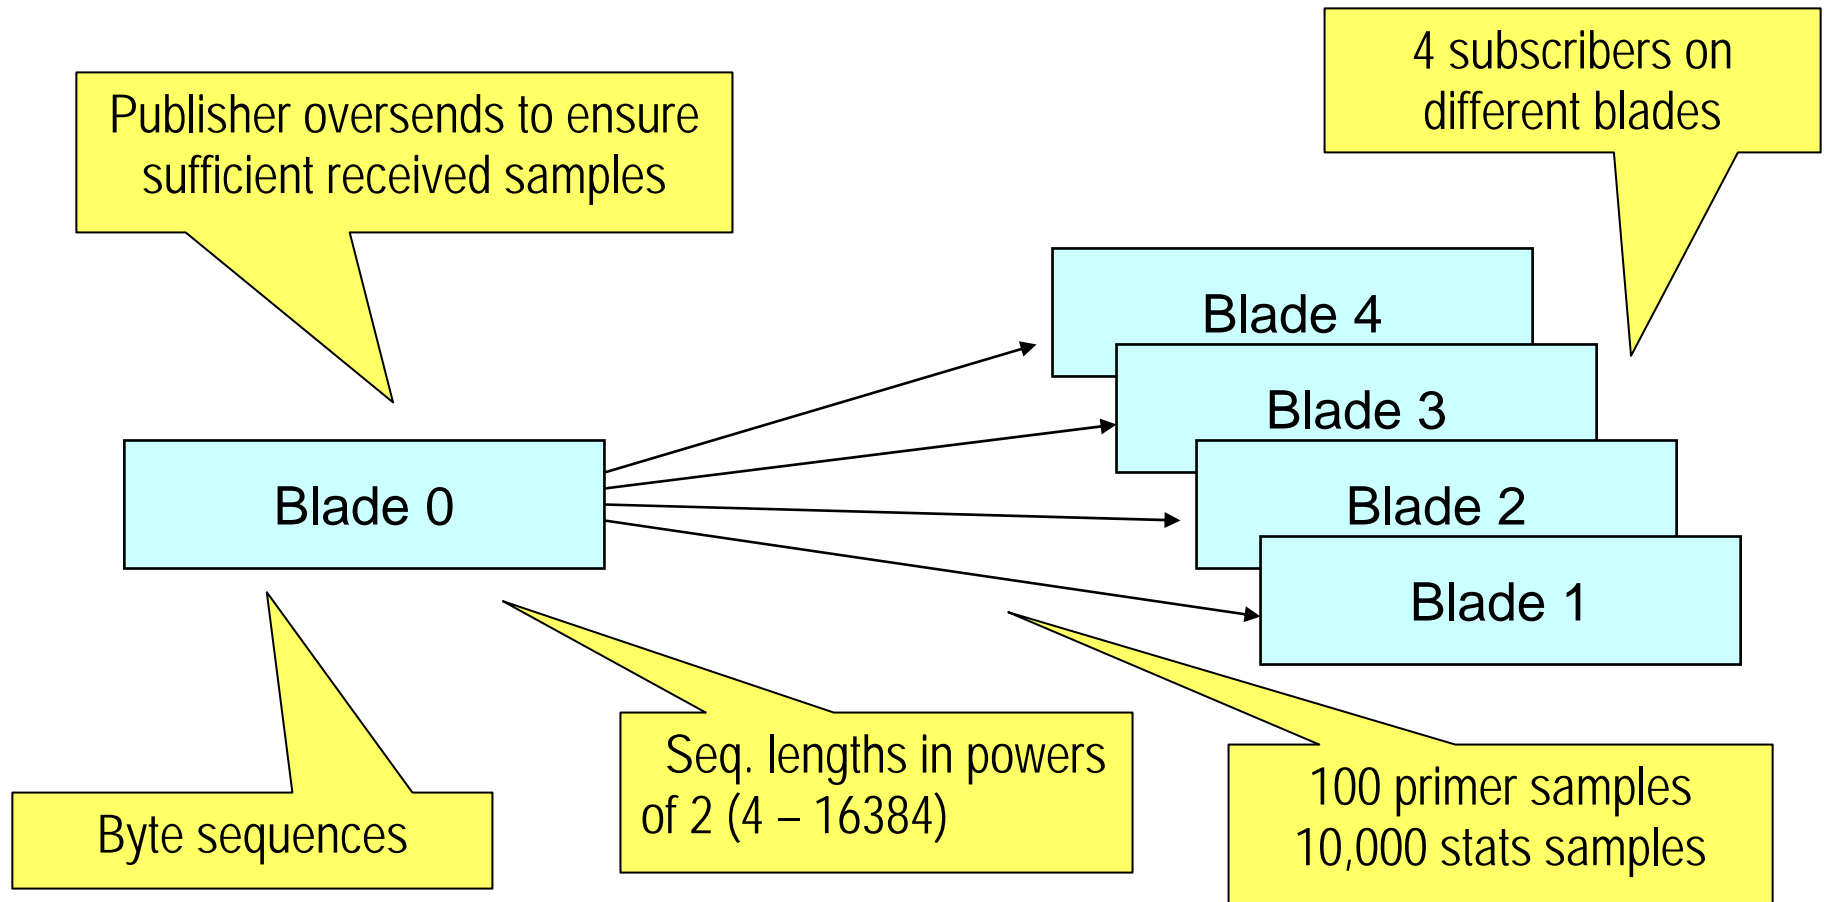 4 subscribers on
different blades
Publisher oversends to ensure
sufficient received samples
Blade 4
Blade 3
Blade 2
Blade 1
Blade 0
Seq. lengths in powers
of 2 (4 – 16384)
100 primer samples
10,000 stats samples
Byte sequences